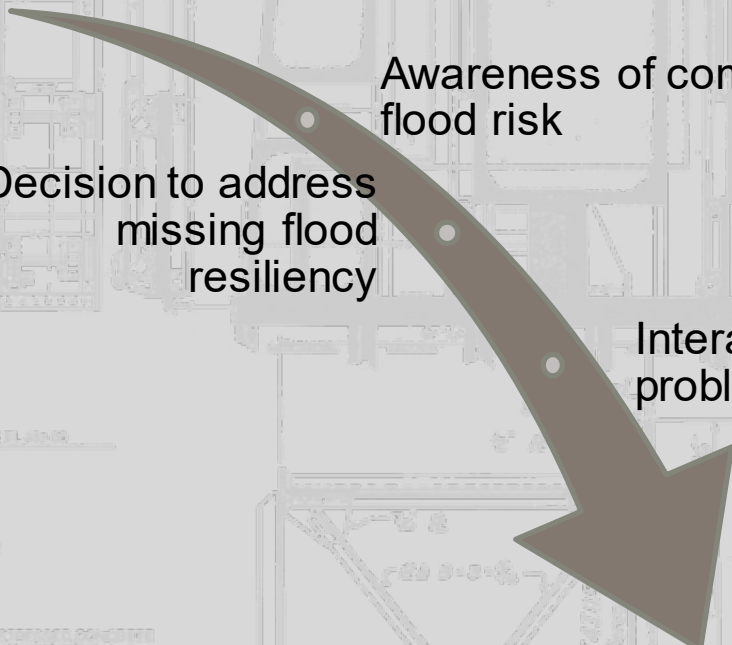 Awareness of com
flood risk
Decision to address
missing flood
resiliency
Intera
probl